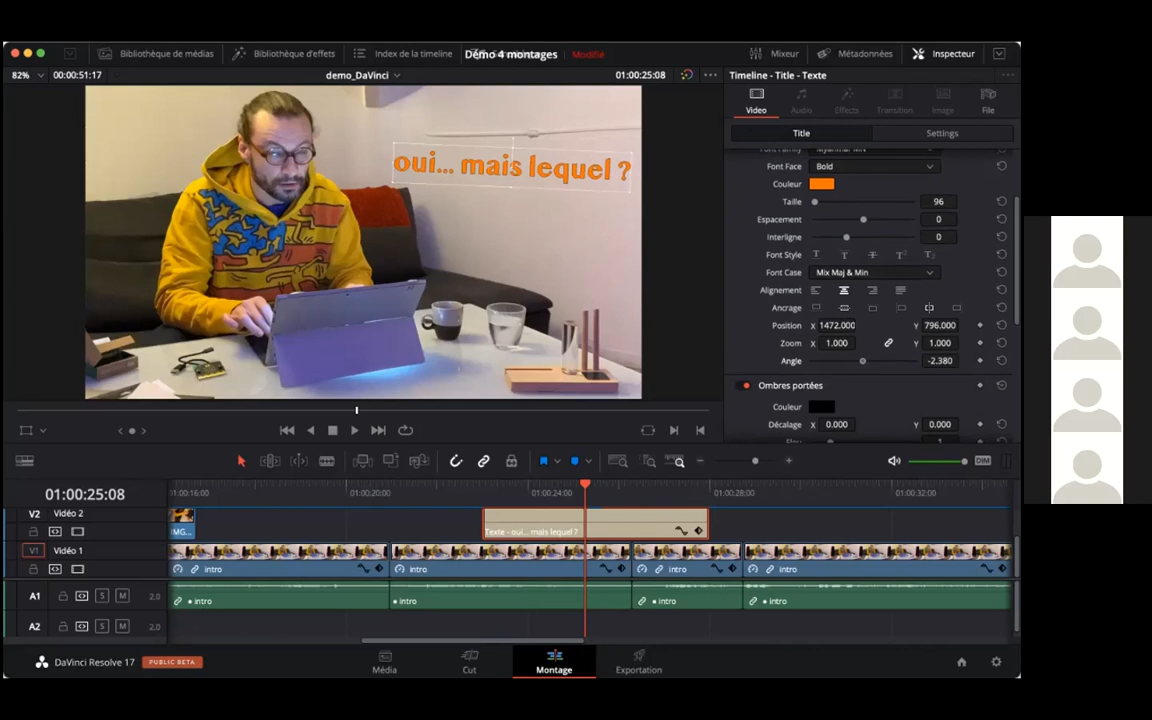 Bibliothèque de médias Bibliothèque d'effets Index de la timeline Démo 4 montages Modifié Mixeur Métadonnées Inspecteur
82% 00:00:51:17 demo_DaVinci 01:00:25:08 Timeline - Title - Texte
Video Audio Effects Transition Image File
Title Settings
oui... mais lequel ?
Font Face Bold
Couleur
Taille 96
Espacement 0
Interligne 0
Font Style
Font Case Mix Maj & Min
Alignement
Ancrage
Position X 1472.000 Y 796.000
Zoom X 1.000 Y 1.000
Angle -2.380
Ombres portées
Couleur
Décalage X 0.000 Y 0.000
DIM
01:00:25:08 01:00:16:00 01:00:20:00 01:00:24:00 01:00:28:00 01:00:32:00
V2 Vidéo 2
IMG... Texte - oui... mais lequel ?
V1 Vidéo 1
intro intro intro intro
A1 S M 2.0 intro intro intro intro
A2 S M 2.0
DaVinci Resolve 17 PUBLIC BETA Média Cut Montage Exportation